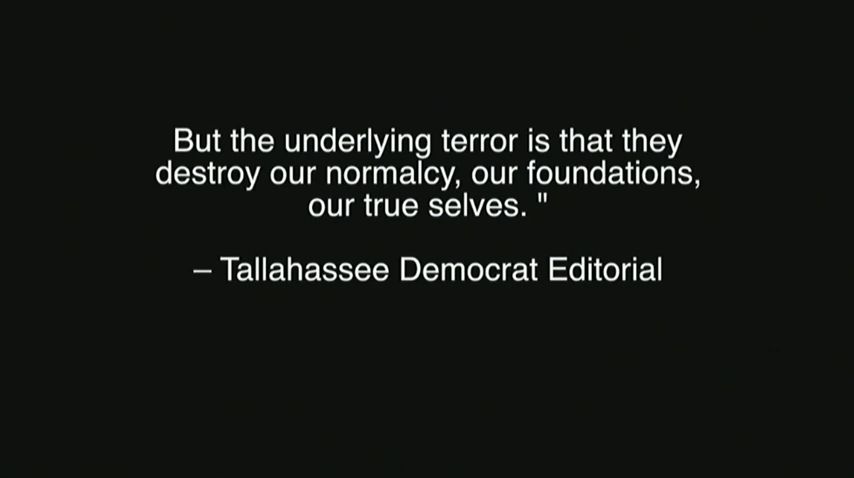 But the underlying terror is that they
destroy our normalcy, our foundations,
our true selves. "
– Tallahassee Democrat Editorial